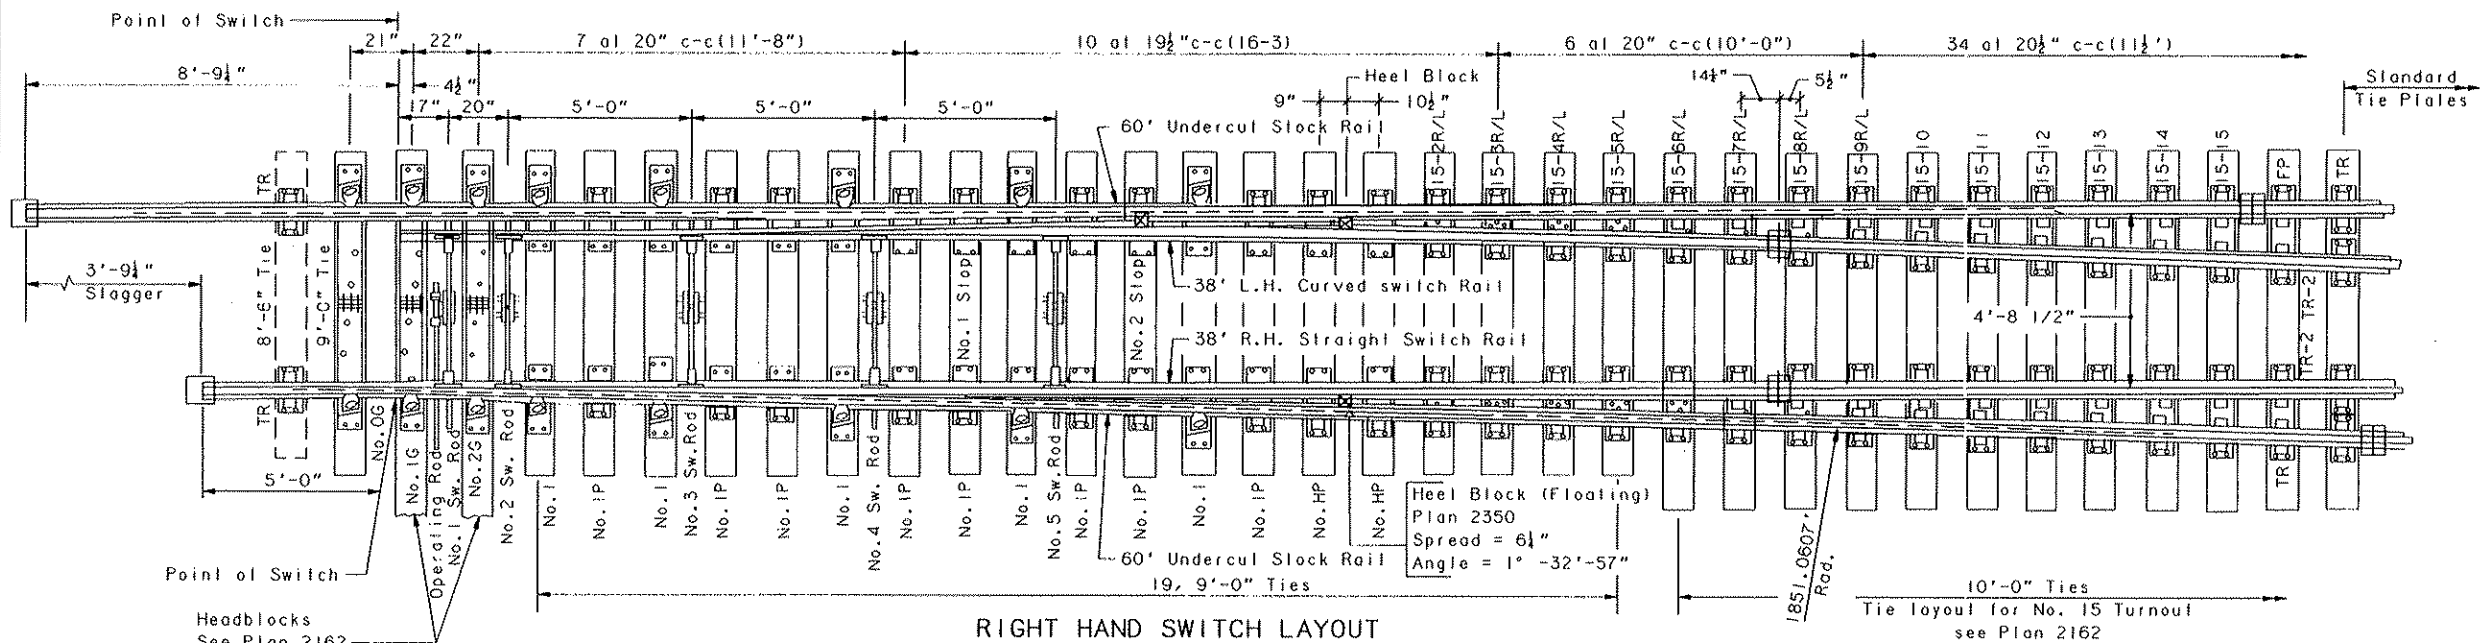 Point of Switch
21"
22"
7 at 20" c-c(11'-8")
10 at 19½"c-c(16-3)
6 at 20" c-c(10'-0")
34 at 20½" c-c(11½')
8'-9¼"
4½"
Heel Block
14¼"
5½"
Standard
Tie Plates
17"
20"
5'-0"
5'-0"
5'-0"
9"
10½"
60' Undercut Stock Rail
15-2R/L
15-3R/L
15-4R/L
15-5R/L
15-6R/L
15-7R/L
15-8R/L
15-9R/L
15-10
15-11
15-12
15-13
15-14
15-15
FP
TR
TR
8'-6" Tie
9'-0" Tie
3'-9¼"
Stagger
No.1 Stop
No.2 Stop
38' L.H. Curved switch Rail
38' R.H. Straight Switch Rail
4'-8 1/2"
TR-2
TR-2
TR
No.0G
No.1G
Operating Rod
No.1 Sw. Rod
No.2G
No.2 Sw. Rod
No.1
No.1P
No.1
No.3 Sw.Rod
No.1P
No.1P
No.1
No.4 Sw. Rod
No.1P
No.1P
No.1
No.5 Sw.Rod
No.1P
No.1P
No.1
No.1P
No.HP
No.HP
TR
5'-0"
Heel Block (Floating)
Plan 2350
Spread = 6¼"
Angle = 1° -32'-57"
60' Undercut Stock Rail
1851.0607'
Rad.
Point of Switch
19, 9'-0" Ties
10'-0" Ties
Tie layout for No. 15 Turnout
see Plan 2162
Headblocks
See Plan 2162
RIGHT HAND SWITCH LAYOUT